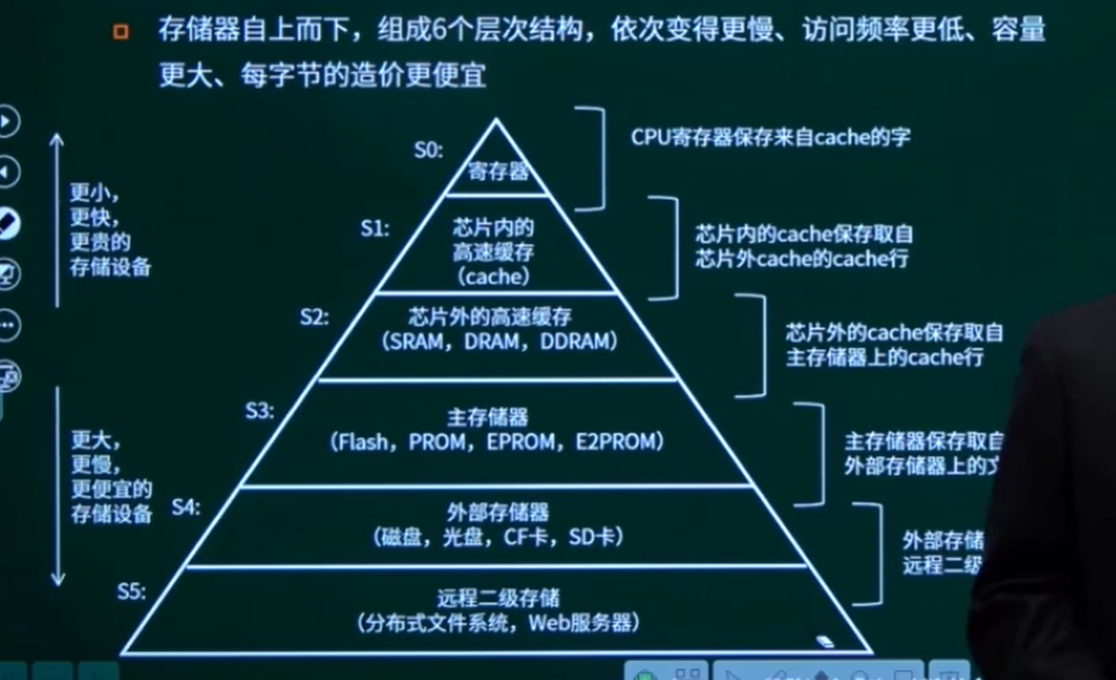 存储器自上而下，组成6个层次结构，依次变得更慢、访问频率更低、容量
更大、每字节的造价更便宜
S0:
寄存器
CPU寄存器保存来自cache的字
更小，
更快，
更贵的
存储设备
S1:
芯片内的
高速缓存
（cache）
芯片内的cache保存取自
芯片外cache的cache行
S2:
芯片外的高速缓存
（SRAM，DRAM，DDRAM）
芯片外的cache保存取自
主存储器上的cache行
S3:
主存储器
（Flash，PROM，EPROM，E2PROM）
主存储器保存取自
外部存储器上的
更大，
更慢，
更便宜的
存储设备
S4:
外部存储器
（磁盘，光盘，CF卡，SD卡）
外部存储
远程二级
S5:
远程二级存储
（分布式文件系统，Web服务器）